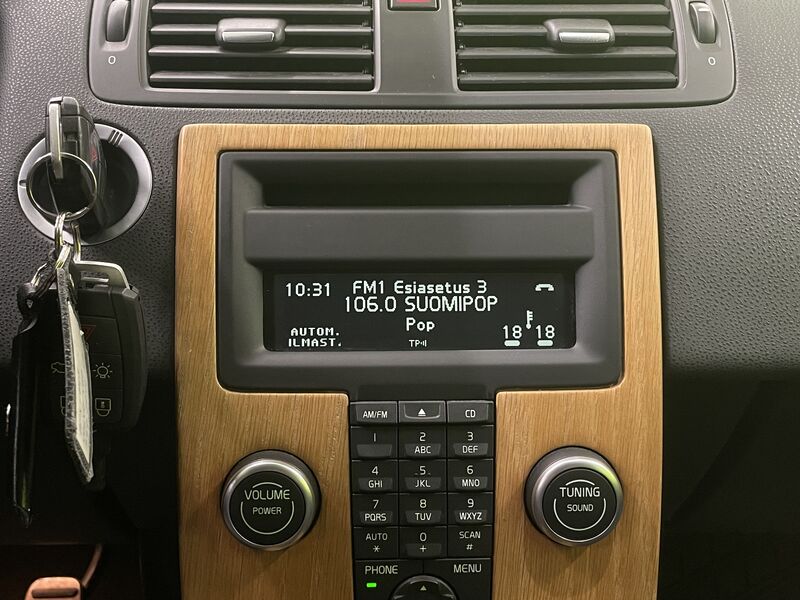 0
0
10:31 FM1 Esiasetus 3
106.0 SUOMIPOP
Pop
AUTOM.
ILMAST.
TP
18 18
AM/FM CD
1 2 3
ABC DEF
4 5 6
GHI JKL MNO
7 8 9
PQRS TUV WXYZ
AUTO 0 SCAN
* + #
PHONE MENU
VOLUME
POWER
TUNING
SOUND